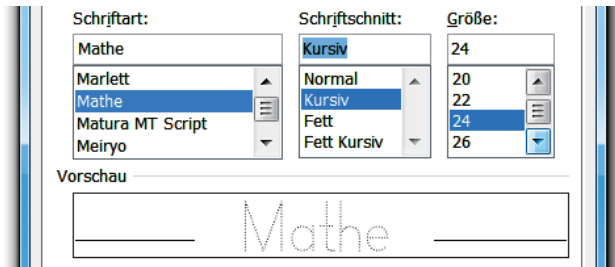 Schriftart: Schriftschnitt: Größe:
Mathe Kursiv 24
Marlett Normal 20
Mathe Kursiv 22
Matura MT Script Fett 24
Meiryo Fett Kursiv 26
Vorschau
Mathe